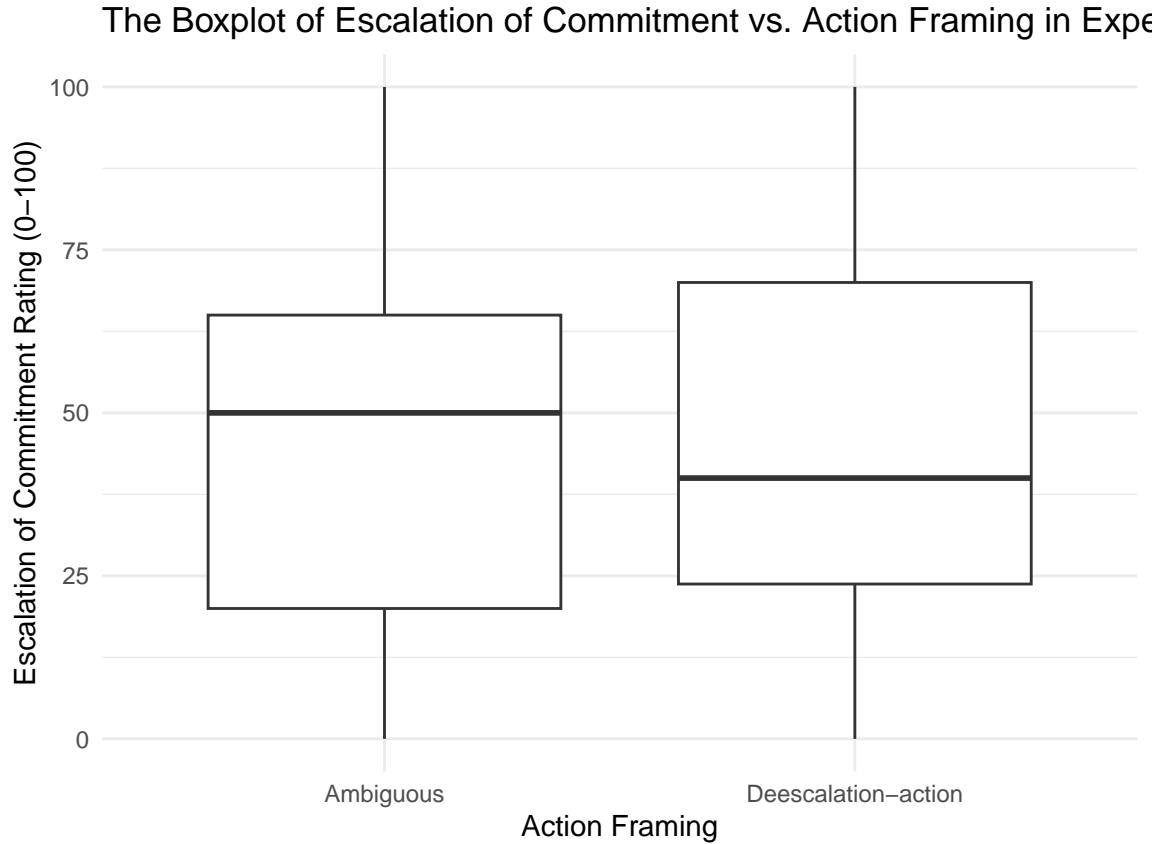 The Boxplot of Escalation of Commitment vs. Action Framing in Expe
Escalation of Commitment Rating (0−100)
100
75
50
25
0
Ambiguous
Deescalation−action
Action Framing